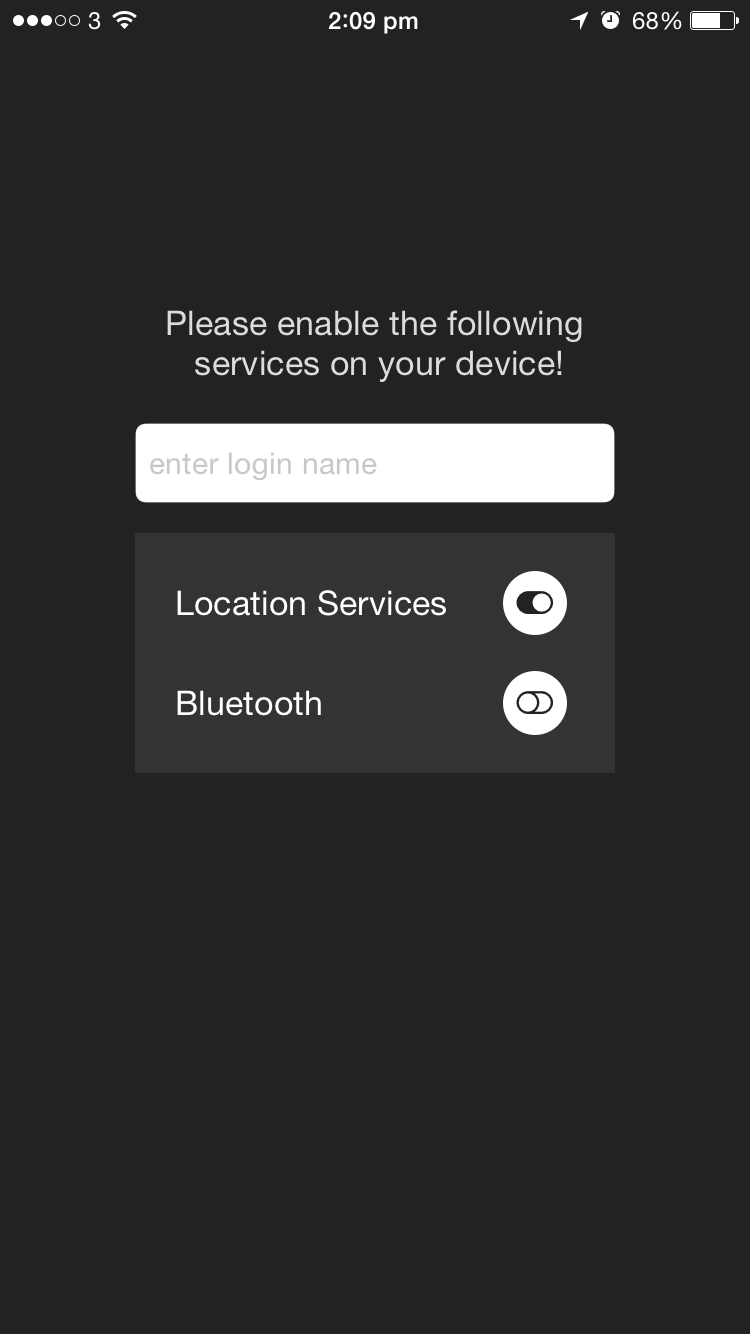 3 2:09 pm 68%
Please enable the following
services on your device!
enter login name
Location Services
Bluetooth